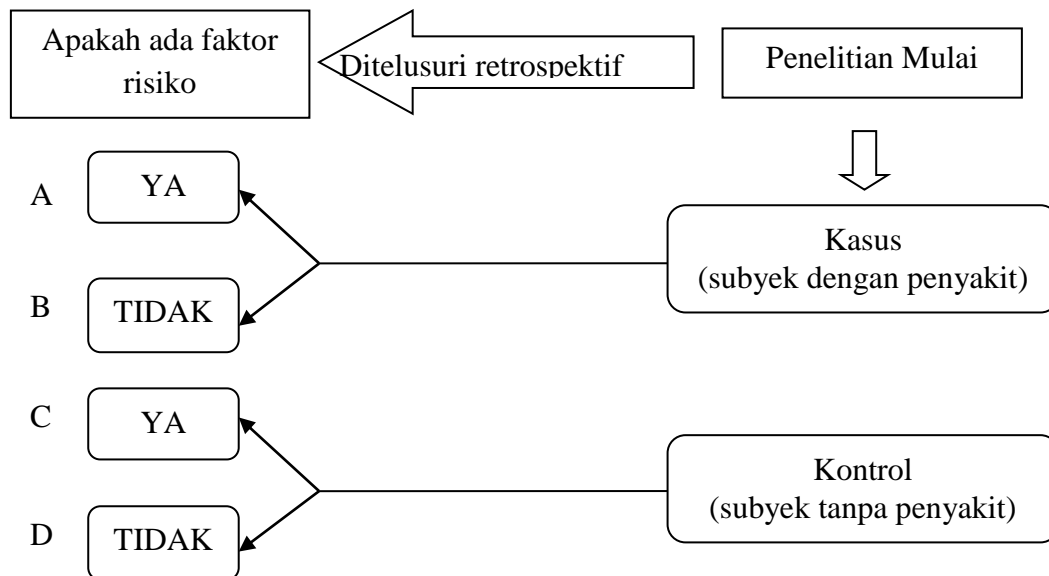 Apakah ada faktor
risiko
Ditelusuri retrospektif
Penelitian Mulai
A
YA
Kasus
(subyek dengan penyakit)
B
TIDAK
C
YA
Kontrol
(subyek tanpa penyakit)
D
TIDAK